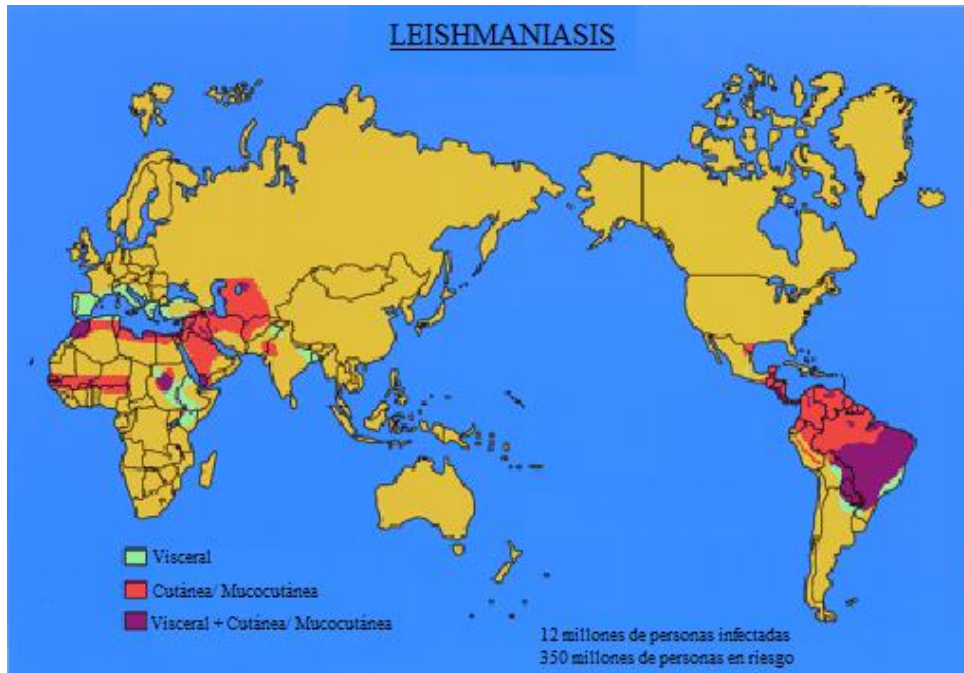 LEISHMANIASIS
Visceral
Cutánea/ Mucocutánea
Visceral + Cutánea/ Mucocutánea
12 millones de personas infectadas
350 millones de personas en riesgo